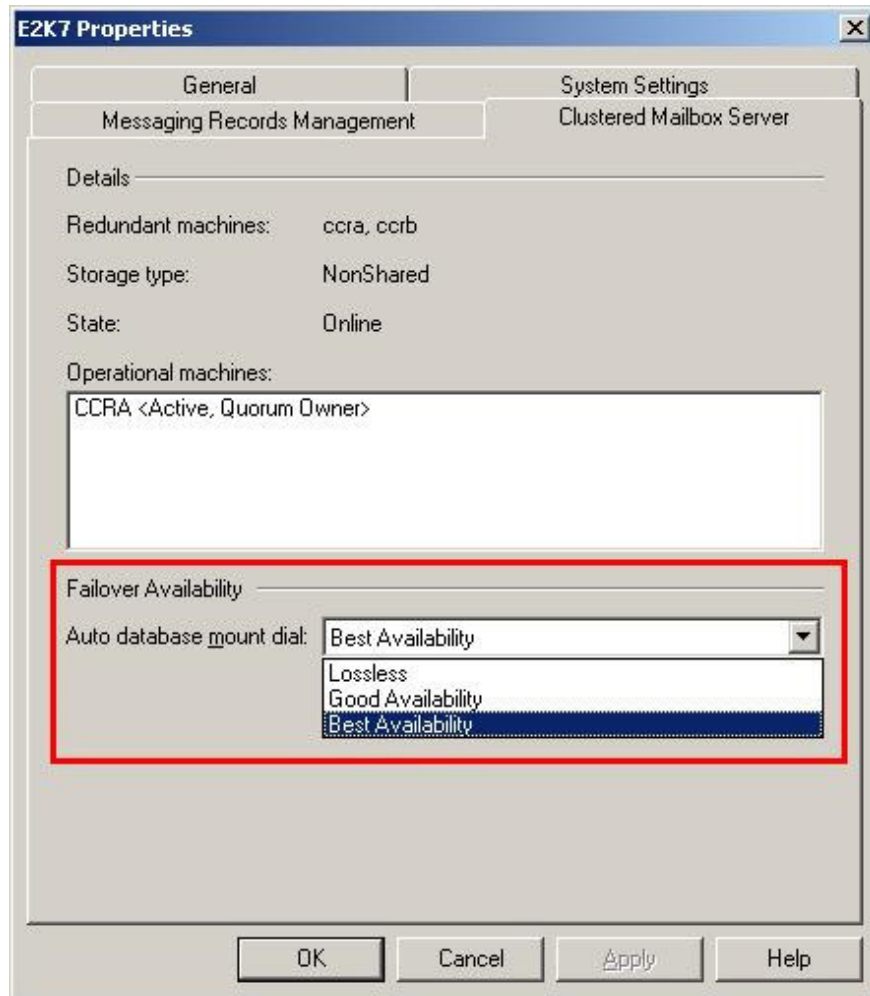 E2K7 Properties
General
System Settings
Messaging Records Management
Clustered Mailbox Server
Details
Redundant machines: ccra, ccrb
Storage type: NonShared
State: Online
Operational machines:
CCRA <Active, Quorum Owner>
Failover Availability
Auto database mount dial: Best Availability
Lossless
Good Availability
Best Availability
OK Cancel Apply Help